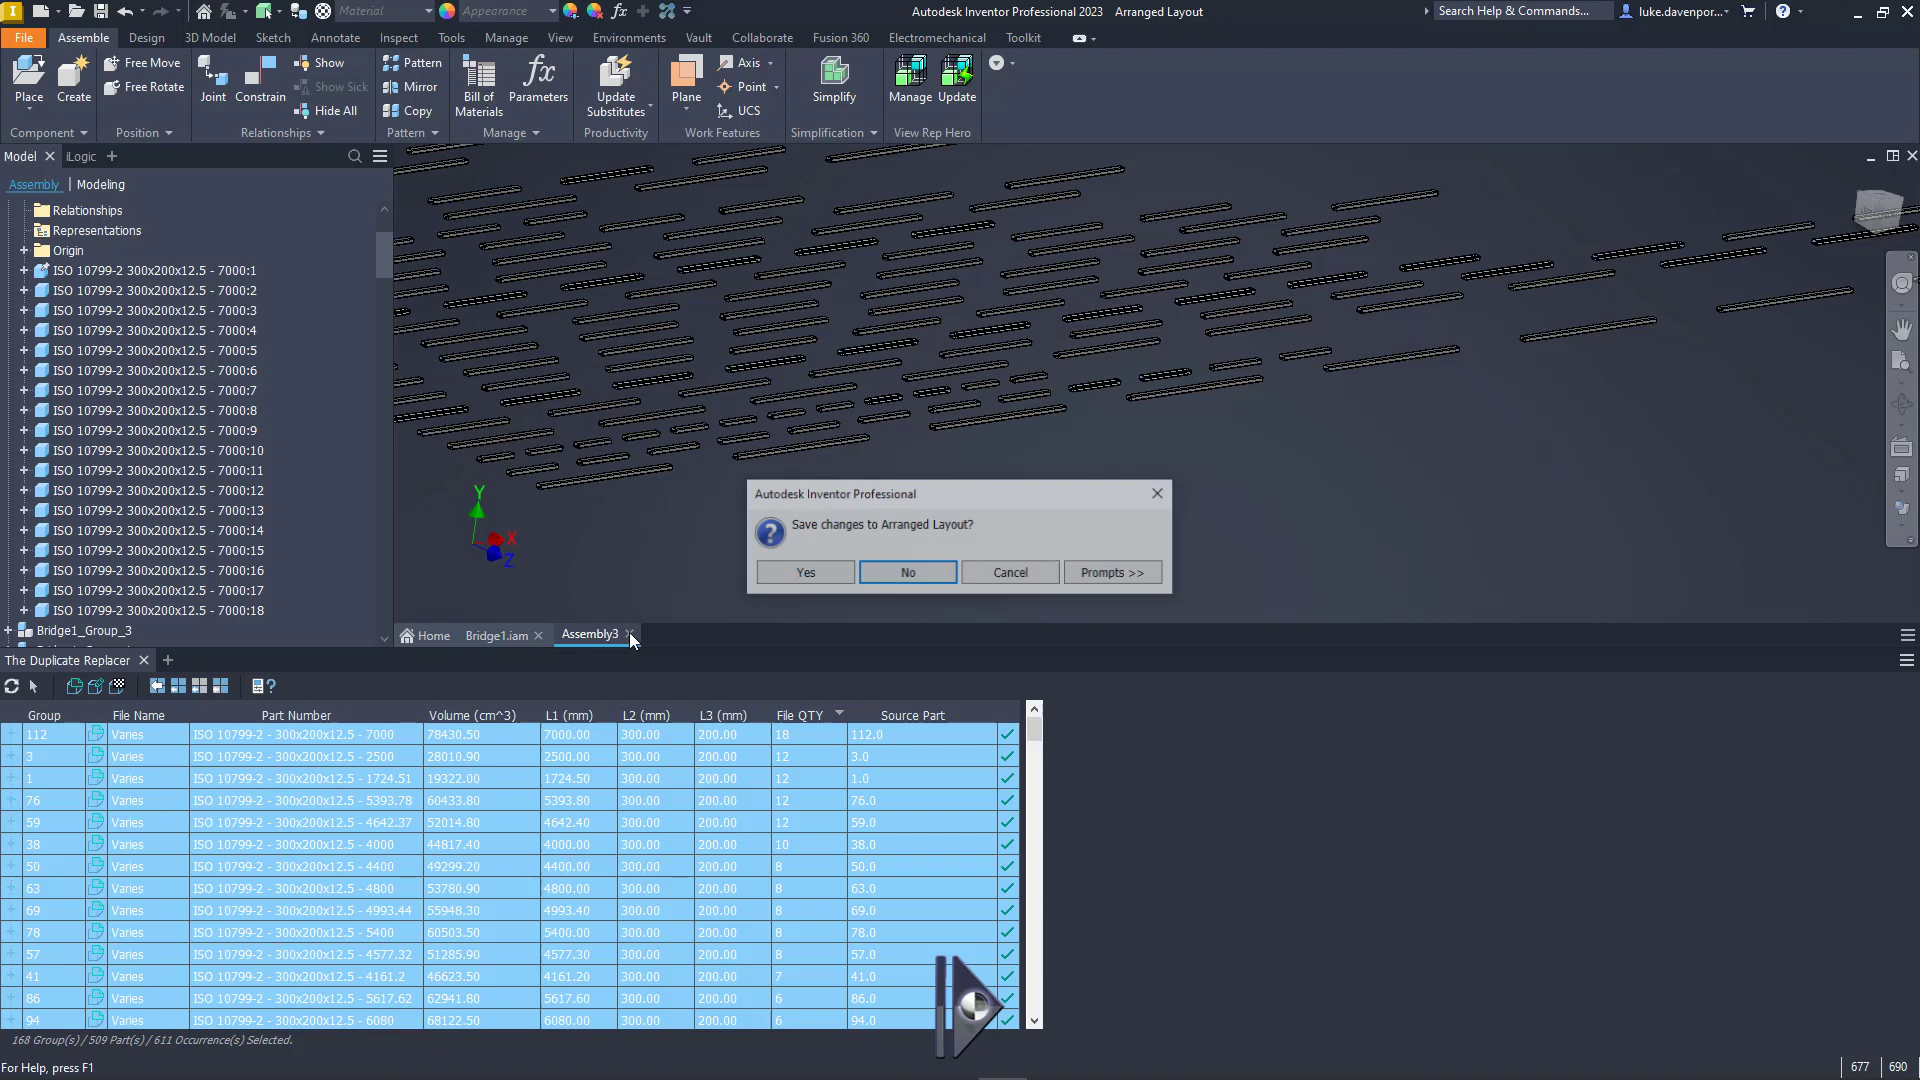 Material
Appearance
fx
Autodesk Inventor Professional 2023 Arranged Layout
Search Help & Commands...
luke.davenpor...
File Assemble Design 3D Model Sketch Annotate Inspect Tools Manage View Environments Vault Collaborate Fusion 360 Electromechanical Toolkit
Place Create
Free Move
Free Rotate
Joint Constrain
Show
Show Sick
Hide All
Pattern
Mirror
Copy
Bill of Materials
fx
Parameters
Update Substitutes
Plane
Axis
Point
UCS
Simplify
Manage Update
Component Position Relationships Pattern Manage Productivity Work Features Simplification View Rep Hero
Model iLogic
Assembly Modeling
Relationships
Representations
Origin
ISO 10799-2 300x200x12.5 - 7000:1
ISO 10799-2 300x200x12.5 - 7000:2
ISO 10799-2 300x200x12.5 - 7000:3
ISO 10799-2 300x200x12.5 - 7000:4
ISO 10799-2 300x200x12.5 - 7000:5
ISO 10799-2 300x200x12.5 - 7000:6
ISO 10799-2 300x200x12.5 - 7000:7
ISO 10799-2 300x200x12.5 - 7000:8
ISO 10799-2 300x200x12.5 - 7000:9
ISO 10799-2 300x200x12.5 - 7000:10
ISO 10799-2 300x200x12.5 - 7000:11
ISO 10799-2 300x200x12.5 - 7000:12
ISO 10799-2 300x200x12.5 - 7000:13
ISO 10799-2 300x200x12.5 - 7000:14
ISO 10799-2 300x200x12.5 - 7000:15
ISO 10799-2 300x200x12.5 - 7000:16
ISO 10799-2 300x200x12.5 - 7000:17
ISO 10799-2 300x200x12.5 - 7000:18
Bridge1_Group_3
Y
X
Z
Autodesk Inventor Professional
Save changes to Arranged Layout?
Yes No Cancel Prompts >>
Home Bridge1.iam Assembly3
The Duplicate Replacer
Group File Name Part Number Volume (cm^3) L1 (mm) L2 (mm) L3 (mm) File QTY Source Part
112 Varies ISO 10799-2 - 300x200x12.5 - 7000 78430.50 7000.00 300.00 200.00 18 112.0
3 Varies ISO 10799-2 - 300x200x12.5 - 2500 28010.90 2500.00 300.00 200.00 12 3.0
1 Varies ISO 10799-2 - 300x200x12.5 - 1724.51 19322.00 1724.50 300.00 200.00 12 1.0
76 Varies ISO 10799-2 - 300x200x12.5 - 5393.78 60433.80 5393.80 300.00 200.00 12 76.0
59 Varies ISO 10799-2 - 300x200x12.5 - 4642.37 52014.80 4642.40 300.00 200.00 12 59.0
38 Varies ISO 10799-2 - 300x200x12.5 - 4000 44817.40 4000.00 300.00 200.00 10 38.0
50 Varies ISO 10799-2 - 300x200x12.5 - 4400 49299.20 4400.00 300.00 200.00 8 50.0
63 Varies ISO 10799-2 - 300x200x12.5 - 4800 53780.90 4800.00 300.00 200.00 8 63.0
69 Varies ISO 10799-2 - 300x200x12.5 - 4993.44 55948.30 4993.40 300.00 200.00 8 69.0
78 Varies ISO 10799-2 - 300x200x12.5 - 5400 60503.50 5400.00 300.00 200.00 8 78.0
57 Varies ISO 10799-2 - 300x200x12.5 - 4577.32 51285.90 4577.30 300.00 200.00 8 57.0
41 Varies ISO 10799-2 - 300x200x12.5 - 4161.2 46623.50 4161.20 300.00 200.00 7 41.0
86 Varies ISO 10799-2 - 300x200x12.5 - 5617.62 62941.80 5617.60 300.00 200.00 6 86.0
94 Varies ISO 10799-2 - 300x200x12.5 - 6080 68122.50 6080.00 300.00 200.00 6 94.0
168 Group(s) / 509 Part(s) / 611 Occurrence(s) Selected.
For Help, press F1
677 690